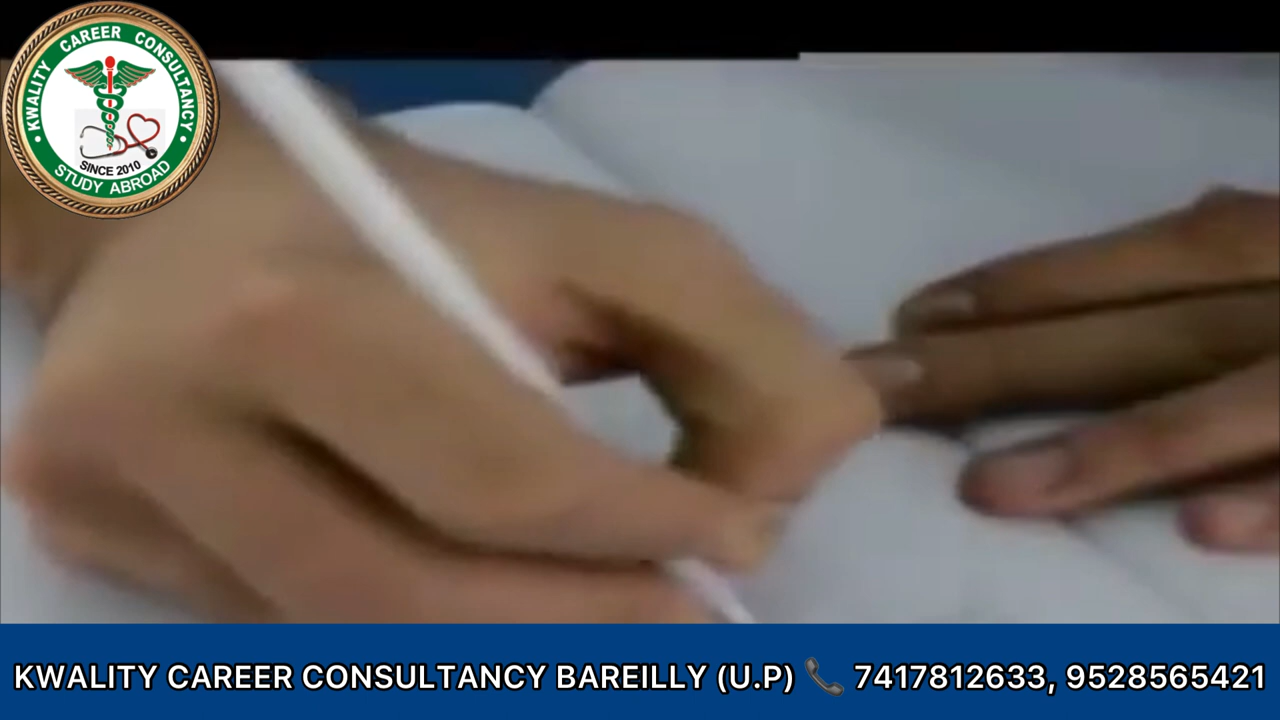 KWALITY CAREER CONSULTANCY
SINCE 2010
STUDY ABROAD
KWALITY CAREER CONSULTANCY BAREILLY (U.P) 📞 7417812633, 9528565421